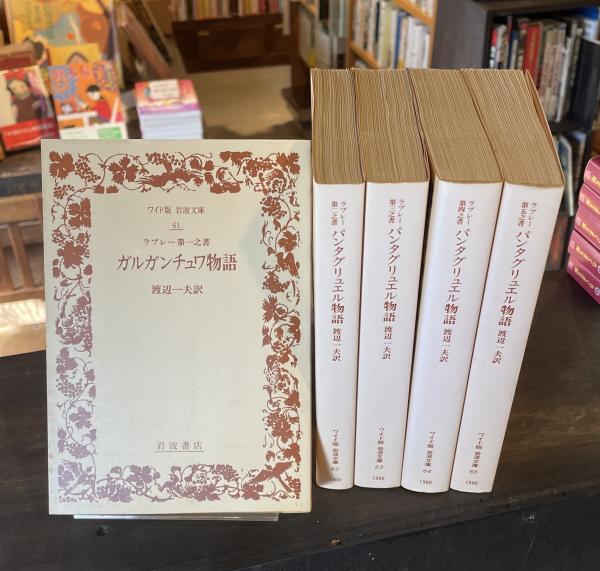 ワイド版 岩波文庫
61
ラブレー第一之書
ガルガンチュワ物語
渡辺一夫訳
岩波書店
ラブレー
第二之書
パンタグリュエル物語
渡辺一夫訳
ワイド版 岩波文庫
62
1300
ラブレー
第三之書
パンタグリュエル物語
渡辺一夫訳
ワイド版 岩波文庫
63
1300
ラブレー
第四之書
パンタグリュエル物語
渡辺一夫訳
ワイド版 岩波文庫
64
1300
ラブレー
第五之書
パンタグリュエル物語
渡辺一夫訳
ワイド版 岩波文庫
65
1300